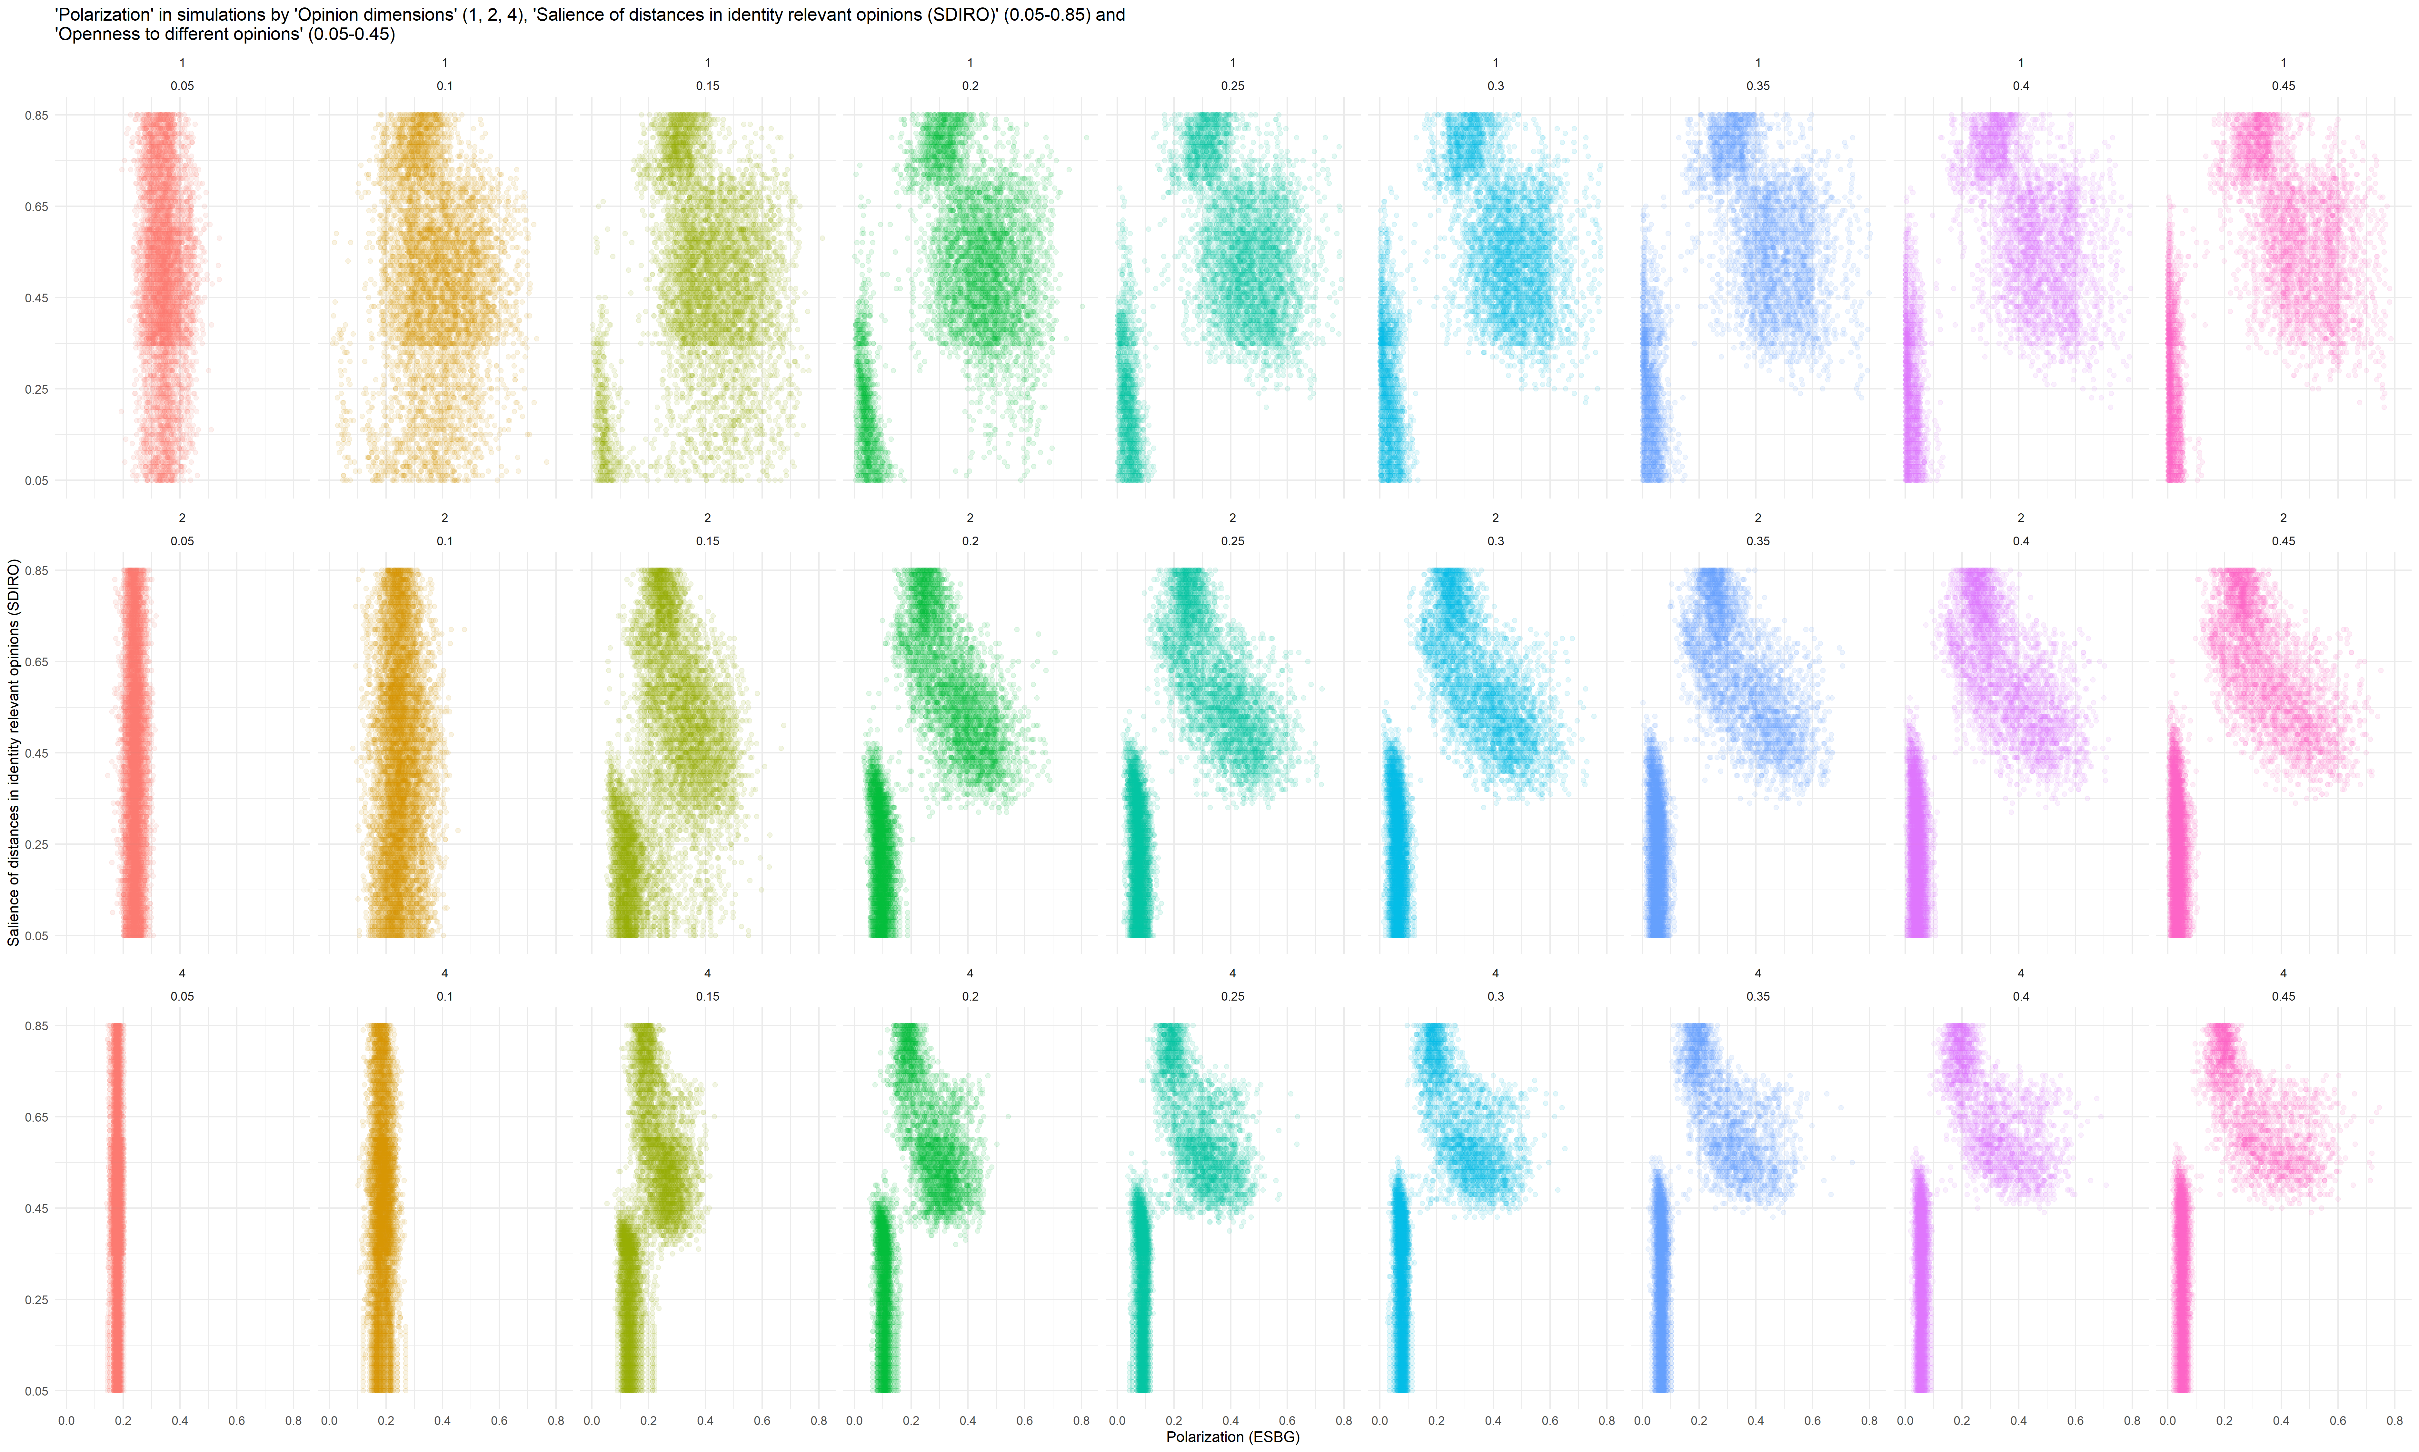 'Polarization' in simulations by 'Opinion dimensions' (1, 2, 4), 'Salience of distances in identity relevant opinions (SDIRO)' (0.05-0.85) and
'Openness to different opinions' (0.05-0.45)
1 1 1 1 1 1 1 1 1
0.05 0.1 0.15 0.2 0.25 0.3 0.35 0.4 0.45
0.85
0.65
0.45
0.25
0.05
2 2 2 2 2 2 2 2 2
0.05 0.1 0.15 0.2 0.25 0.3 0.35 0.4 0.45
Salience of distances in identity relevant opinions (SDIRO)
0.85
0.65
0.45
0.25
0.05
4 4 4 4 4 4 4 4 4
0.05 0.1 0.15 0.2 0.25 0.3 0.35 0.4 0.45
0.85
0.65
0.45
0.25
0.05
0.0 0.2 0.4 0.6 0.8 0.0 0.2 0.4 0.6 0.8 0.0 0.2 0.4 0.6 0.8 0.0 0.2 0.4 0.6 0.8 0.0 0.2 0.4 0.6 0.8 0.0 0.2 0.4 0.6 0.8 0.0 0.2 0.4 0.6 0.8 0.0 0.2 0.4 0.6 0.8 0.0 0.2 0.4 0.6 0.8
Polarization (ESBG)